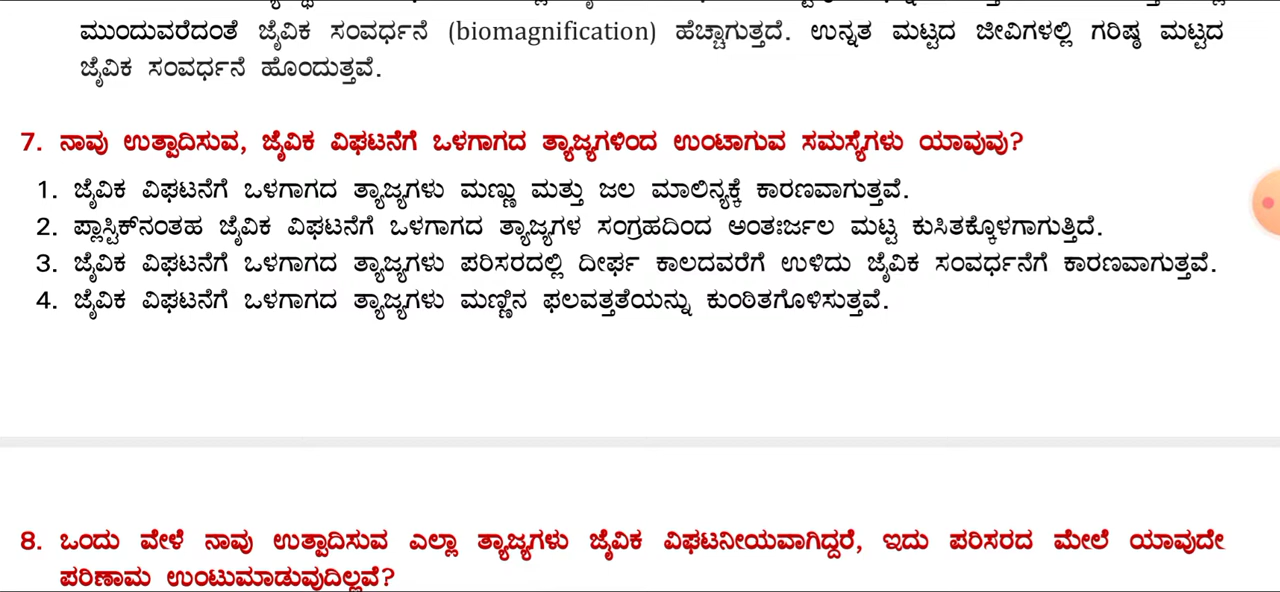 ಮುಂದುವರೆದಂತೆ ಜೈವಿಕ ಸಂವರ್ಧನೆ (biomagnification) ಹೆಚ್ಚಾಗುತ್ತದೆ. ಉನ್ನತ ಮಟ್ಟದ ಜೀವಿಗಳಲ್ಲಿ ಗರಿಷ್ಠ ಮಟ್ಟದ
ಜೈವಿಕ ಸಂವರ್ಧನೆ ಹೊಂದುತ್ತವೆ.
7. ನಾವು ಉತ್ಪಾದಿಸುವ, ಜೈವಿಕ ವಿಘಟನೆಗೆ ಒಳಗಾಗದ ತ್ಯಾಜ್ಯಗಳಿಂದ ಉಂಟಾಗುವ ಸಮಸ್ಯೆಗಳು ಯಾವುವು?
1. ಜೈವಿಕ ವಿಘಟನೆಗೆ ಒಳಗಾಗದ ತ್ಯಾಜ್ಯಗಳು ಮಣ್ಣು ಮತ್ತು ಜಲ ಮಾಲಿನ್ಯಕ್ಕೆ ಕಾರಣವಾಗುತ್ತವೆ.
2. ಪ್ಲಾಸ್ಟಿಕ್‌ನಂತಹ ಜೈವಿಕ ವಿಘಟನೆಗೆ ಒಳಗಾಗದ ತ್ಯಾಜ್ಯಗಳ ಸಂಗ್ರಹದಿಂದ ಅಂತಃರ್ಜಲ ಮಟ್ಟ ಕುಸಿತಕ್ಕೊಳಗಾಗುತ್ತಿದೆ.
3. ಜೈವಿಕ ವಿಘಟನೆಗೆ ಒಳಗಾಗದ ತ್ಯಾಜ್ಯಗಳು ಪರಿಸರದಲ್ಲಿ ದೀರ್ಘ ಕಾಲದವರೆಗೆ ಉಳಿದು ಜೈವಿಕ ಸಂವರ್ಧನೆಗೆ ಕಾರಣವಾಗುತ್ತವೆ.
4. ಜೈವಿಕ ವಿಘಟನೆಗೆ ಒಳಗಾಗದ ತ್ಯಾಜ್ಯಗಳು ಮಣ್ಣಿನ ಫಲವತ್ತತೆಯನ್ನು ಕುಂಠಿತಗೊಳಿಸುತ್ತವೆ.
8. ಒಂದು ವೇಳೆ ನಾವು ಉತ್ಪಾದಿಸುವ ಎಲ್ಲಾ ತ್ಯಾಜ್ಯಗಳು ಜೈವಿಕ ವಿಘಟನೀಯವಾಗಿದ್ದರೆ, ಇದು ಪರಿಸರದ ಮೇಲೆ ಯಾವುದೇ
ಪರಿಣಾಮ ಉಂಟುಮಾಡುವುದಿಲ್ಲವೆ?